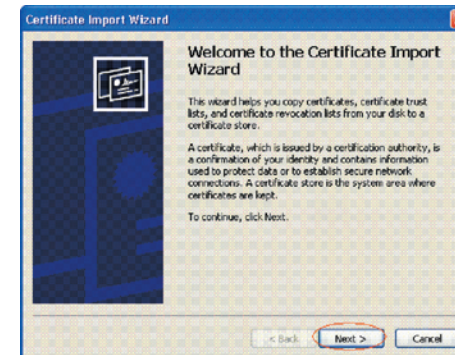 Certificate Import Wizard
Welcome to the Certificate Import
Wizard
This wizard helps you copy certificates, certificate trust
lists, and certificate revocation lists from your disk to a
certificate store.
A certificate, which is issued by a certification authority, is
a confirmation of your identity and contains information
used to protect data or to establish secure network
connections. A certificate store is the system area where
certificates are kept.
To continue, click Next.
< Back Next > Cancel